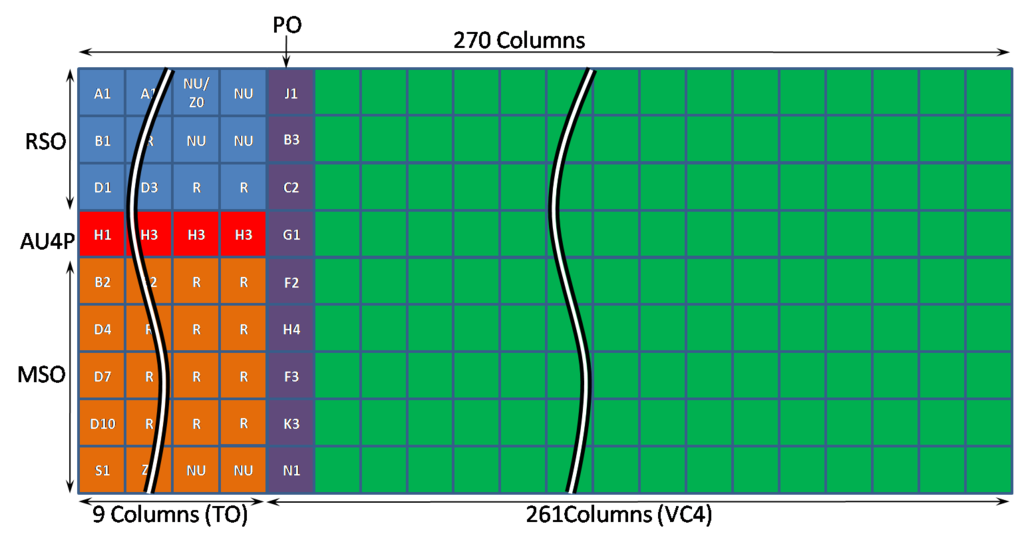 PO
270 Columns
A1 A1 NU/ Z0 NU J1
RSO
B1 R NU NU B3
D1 D3 R R C2
AU4P
H1 H3 H3 H3 G1
B2 R R F2
D4 R R R H4
MSO
D7 R R R F3
D10 R R R K3
S1 NU NU N1
9 Columns (TO)
261Columns (VC4)